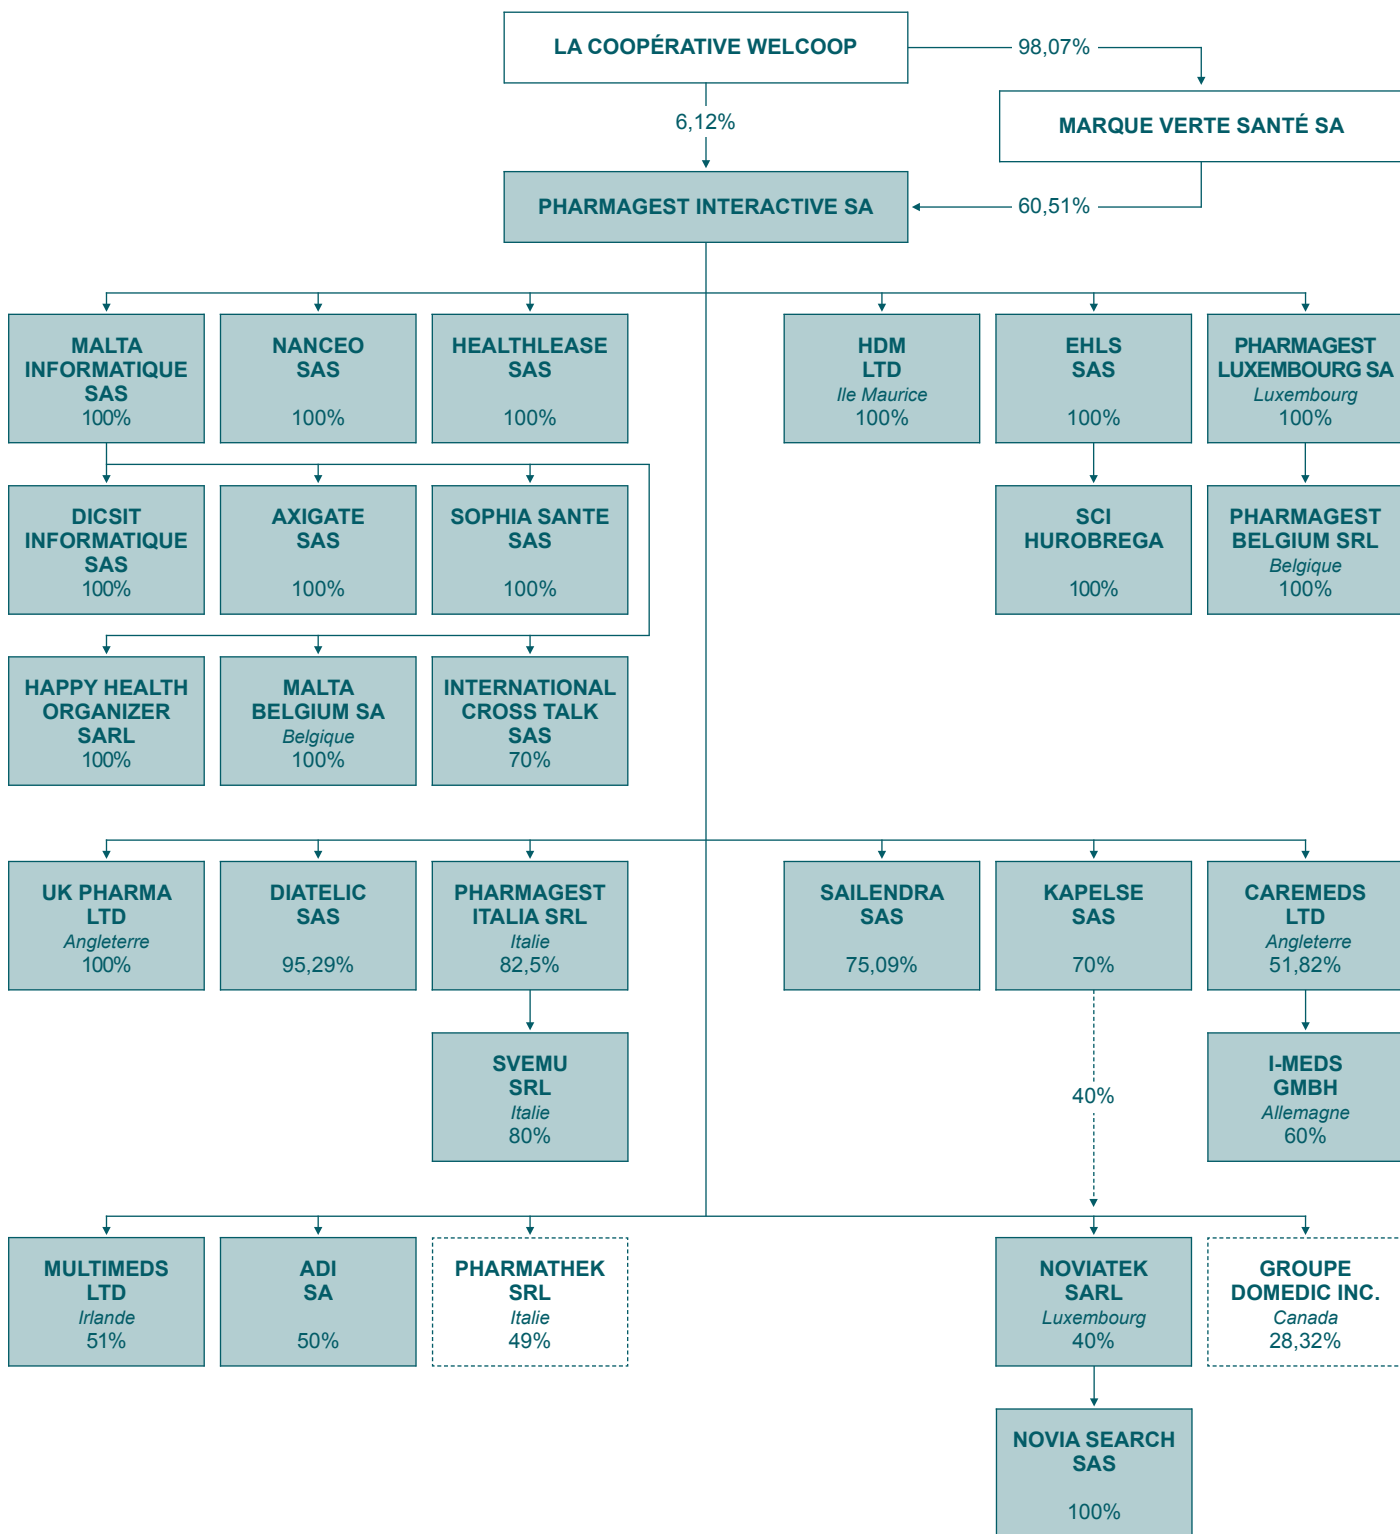 LA COOPÉRATIVE WELCOOP
98,07%
6,12%
MARQUE VERTE SANTÉ SA
PHARMAGEST INTERACTIVE SA
60,51%
MALTA
INFORMATIQUE
SAS
100%
NANCEO
SAS
100%
HEALTHLEASE
SAS
100%
HDM
LTD
Ile Maurice
100%
EHLS
SAS
100%
PHARMAGEST
LUXEMBOURG SA
Luxembourg
100%
DICSIT
INFORMATIQUE
SAS
100%
AXIGATE
SAS
100%
SOPHIA SANTE
SAS
100%
SCI
HUROBREGA
100%
PHARMAGEST
BELGIUM SRL
Belgique
100%
HAPPY HEALTH
ORGANIZER
SARL
100%
MALTA
BELGIUM SA
Belgique
100%
INTERNATIONAL
CROSS TALK
SAS
70%
UK PHARMA
LTD
Angleterre
100%
DIATELIC
SAS
95,29%
PHARMAGEST
ITALIA SRL
Italie
82,5%
SAILENDRA
SAS
75,09%
KAPELSE
SAS
70%
CAREMEDS
LTD
Angleterre
51,82%
SVEMU
SRL
Italie
80%
40%
I-MEDS
GMBH
Allemagne
60%
MULTIMEDS
LTD
Irlande
51%
ADI
SA
50%
PHARMATHEK
SRL
Italie
49%
NOVIATEK
SARL
Luxembourg
40%
GROUPE
DOMEDIC INC.
Canada
28,32%
NOVIA SEARCH
SAS
100%